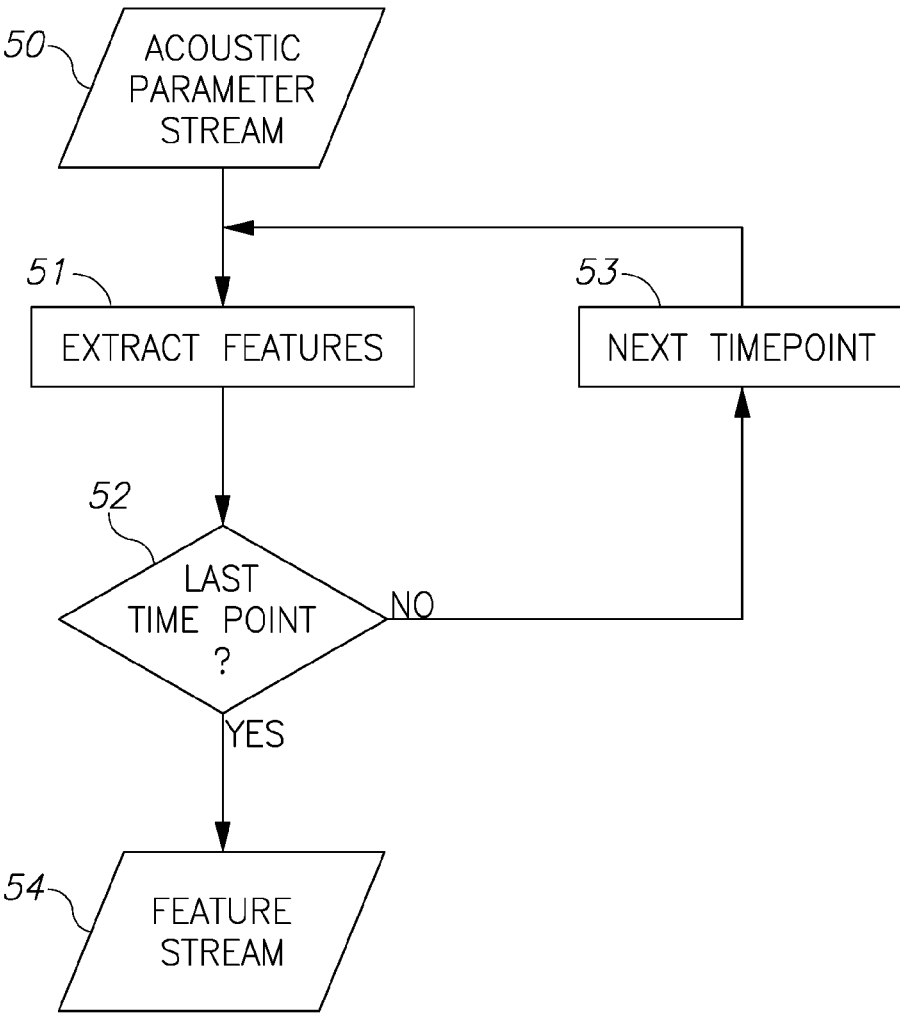 50
ACOUSTIC
PARAMETER
STREAM
51
EXTRACT FEATURES
53
NEXT TIMEPOINT
52
LAST
TIME POINT
?
NO
YES
54
FEATURE
STREAM